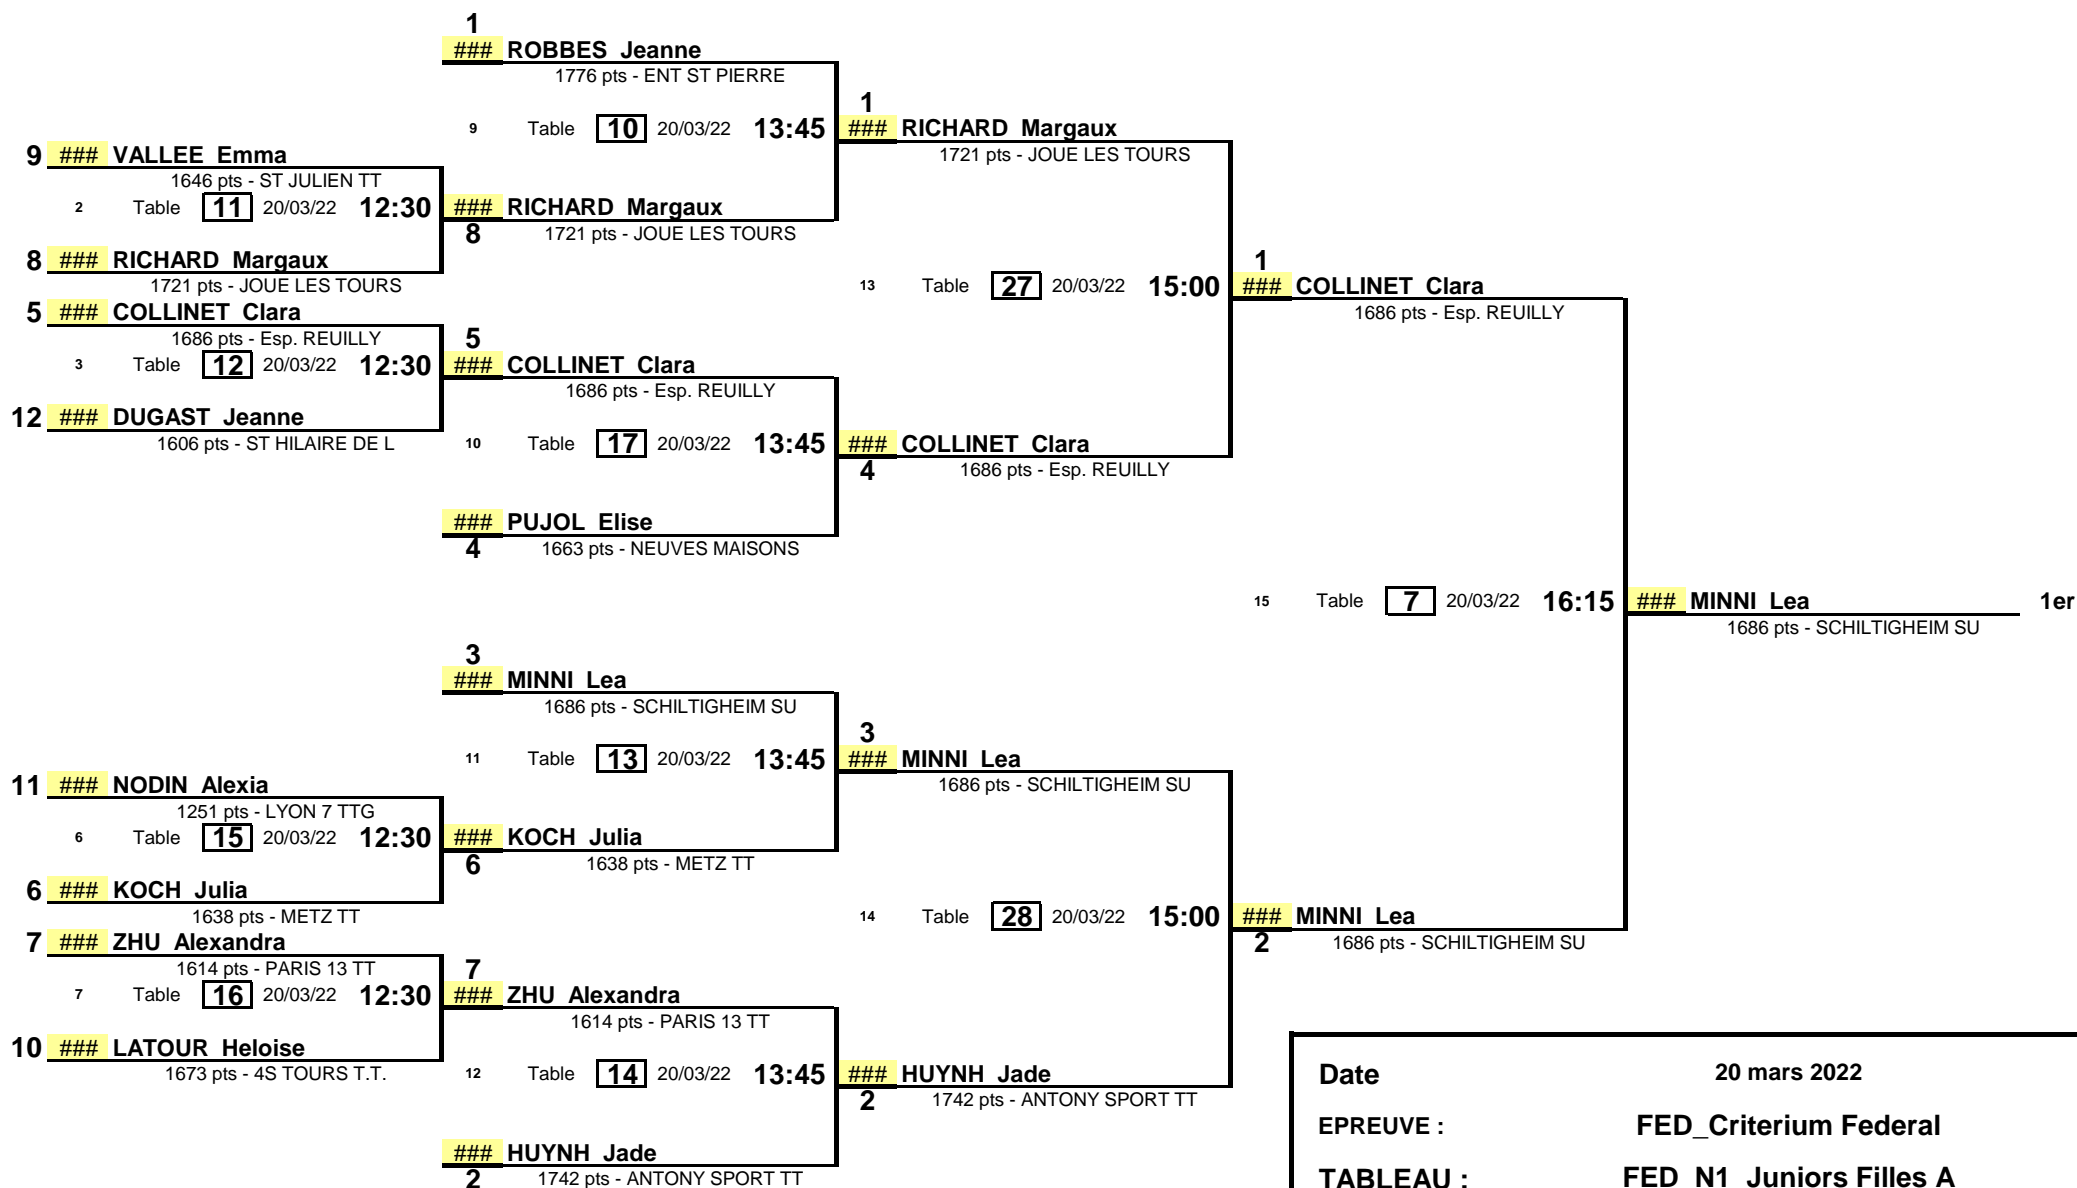 1
### ROBBES Jeanne
1776 pts - ENT ST PIERRE
1
9 Table 10 20/03/22 13:45 ### RICHARD Margaux
9 ### VALLEE Emma 1721 pts - JOUE LES TOURS
1646 pts - ST JULIEN TT
2 Table 11 20/03/22 12:30 ### RICHARD Margaux
8 1721 pts - JOUE LES TOURS
8 ### RICHARD Margaux 1
1721 pts - JOUE LES TOURS 13 Table 27 20/03/22 15:00 ### COLLINET Clara
5 ### COLLINET Clara 1686 pts - Esp. REUILLY
1686 pts - Esp. REUILLY 5
3 Table 12 20/03/22 12:30 ### COLLINET Clara
1686 pts - Esp. REUILLY
12 ### DUGAST Jeanne
1606 pts - ST HILAIRE DE L 10 Table 17 20/03/22 13:45 ### COLLINET Clara
4 1686 pts - Esp. REUILLY
### PUJOL Elise
4 1663 pts - NEUVES MAISONS
15 Table 7 20/03/22 16:15 ### MINNI Lea 1er
1686 pts - SCHILTIGHEIM SU
3
### MINNI Lea
1686 pts - SCHILTIGHEIM SU
3
11 Table 13 20/03/22 13:45 ### MINNI Lea
11 ### NODIN Alexia 1686 pts - SCHILTIGHEIM SU
1251 pts - LYON 7 TTG
6 Table 15 20/03/22 12:30 ### KOCH Julia
6 1638 pts - METZ TT
6 ### KOCH Julia
1638 pts - METZ TT 14 Table 28 20/03/22 15:00 ### MINNI Lea
7 ### ZHU Alexandra 2 1686 pts - SCHILTIGHEIM SU
1614 pts - PARIS 13 TT 7
7 Table 16 20/03/22 12:30 ### ZHU Alexandra
1614 pts - PARIS 13 TT
10 ### LATOUR Heloise
1673 pts - 4S TOURS T.T. 12 Table 14 20/03/22 13:45 ### HUYNH Jade
2 1742 pts - ANTONY SPORT TT
### HUYNH Jade
2 1742 pts - ANTONY SPORT TT
Date 20 mars 2022
EPREUVE : FED_Criterium Federal
TABLEAU : FED_N1_Juniors Filles A